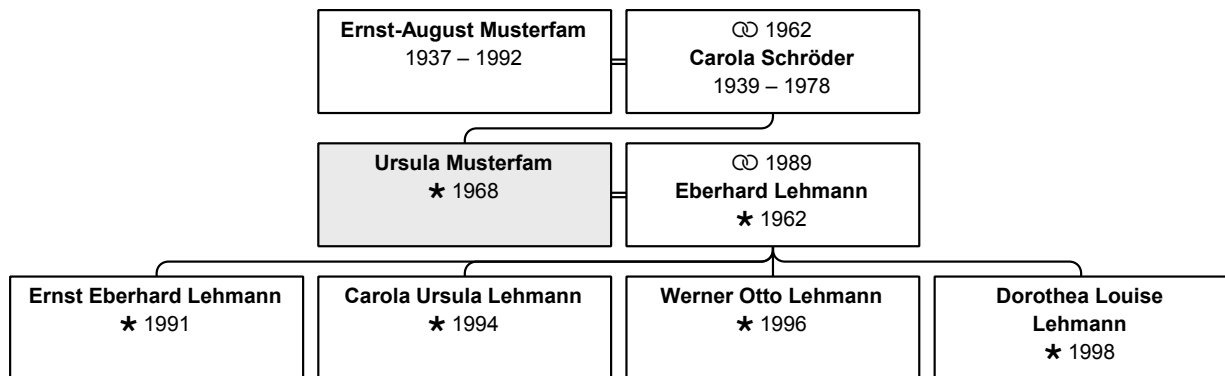 Ernst-August Musterfam
1937 – 1992
⚭ 1962
Carola Schröder
1939 – 1978
Ursula Musterfam
★ 1968
⚭ 1989
Eberhard Lehmann
★ 1962
Ernst Eberhard Lehmann
★ 1991
Carola Ursula Lehmann
★ 1994
Werner Otto Lehmann
★ 1996
Dorothea Louise
Lehmann
★ 1998